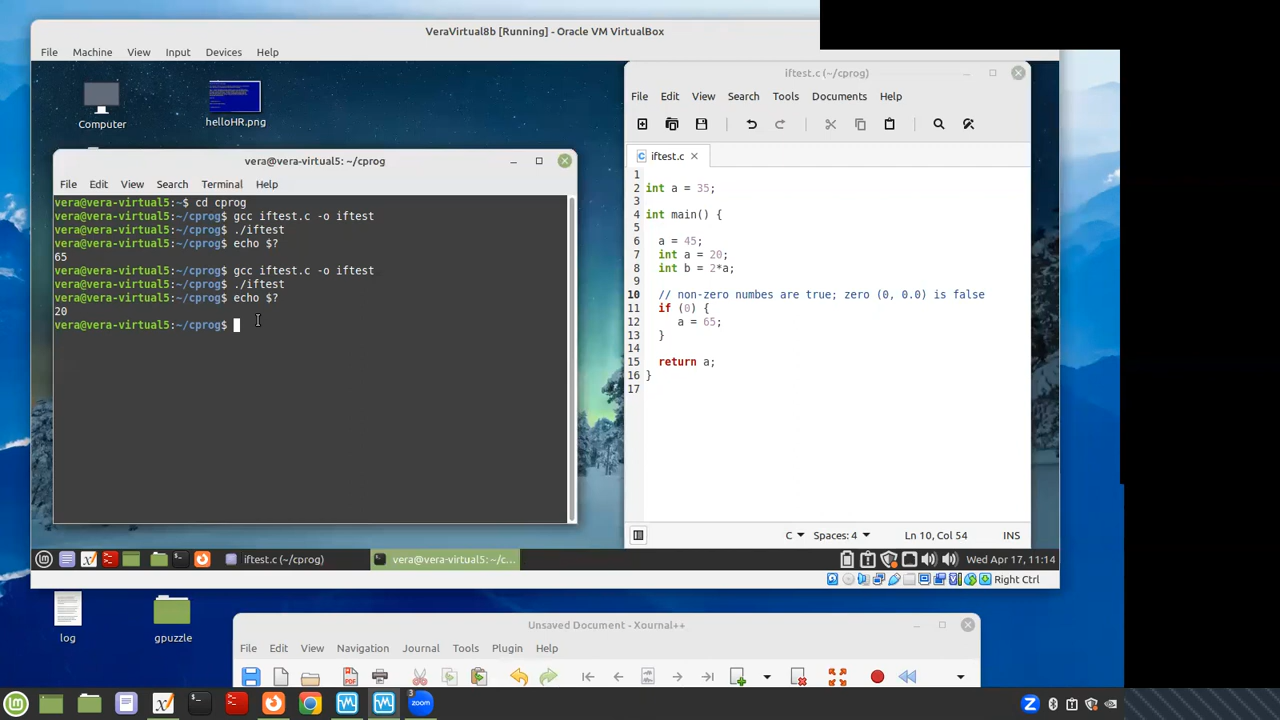 VeraVirtual8b [Running] - Oracle VM VirtualBox
File Machine View Input Devices Help
Computer
helloHR.png
vera@vera-virtual5: ~/cprog
File Edit View Search Terminal Help
vera@vera-virtual5:~$ cd cprog
vera@vera-virtual5:~/cprog$ gcc iftest.c -o iftest
vera@vera-virtual5:~/cprog$ ./iftest
vera@vera-virtual5:~/cprog$ echo $?
65
vera@vera-virtual5:~/cprog$ gcc iftest.c -o iftest
vera@vera-virtual5:~/cprog$ ./iftest
vera@vera-virtual5:~/cprog$ echo $?
20
vera@vera-virtual5:~/cprog$
iftest.c (~/cprog)
File Edit View Search Tools Documents Help
iftest.c
1
2 int a = 35;
3
4 int main() {
5
6 a = 45;
7 int a = 20;
8 int b = 2*a;
9
10 // non-zero numbes are true; zero (0, 0.0) is false
11 if (0) {
12 a = 65;
13 }
14
15 return a;
16 }
17
C Spaces: 4 Ln 10, Col 54 INS
iftest.c (~/cprog)
vera@vera-virtual5: ~/c...
Wed Apr 17, 11:14
Right Ctrl
log
gpuzzle
Unsaved Document - Xournal++
File Edit View Navigation Journal Tools Plugin Help
3
zoom